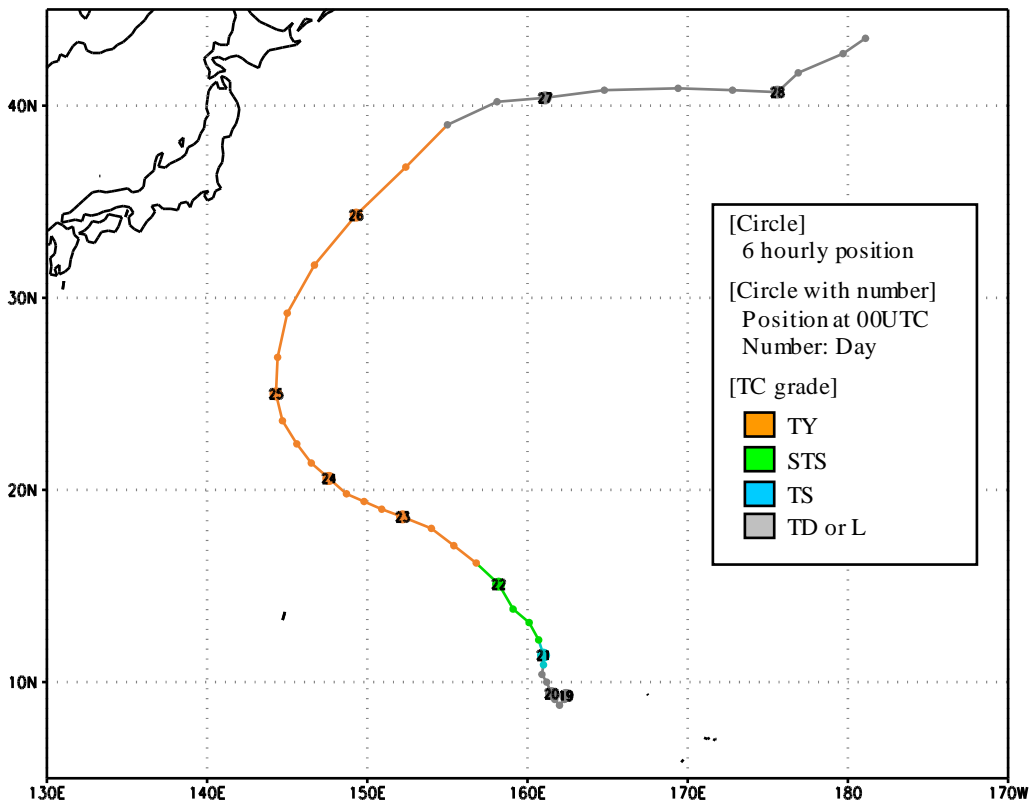 40N
30N
20N
10N
130E
140E
150E
160E
170E
180
170W
27
28
26
25
24
23
22
21
20
19
[Circle]
6 hourly position
[Circle with number]
Position at 00UTC
Number: Day
[TC grade]
TY
STS
TS
TD or L